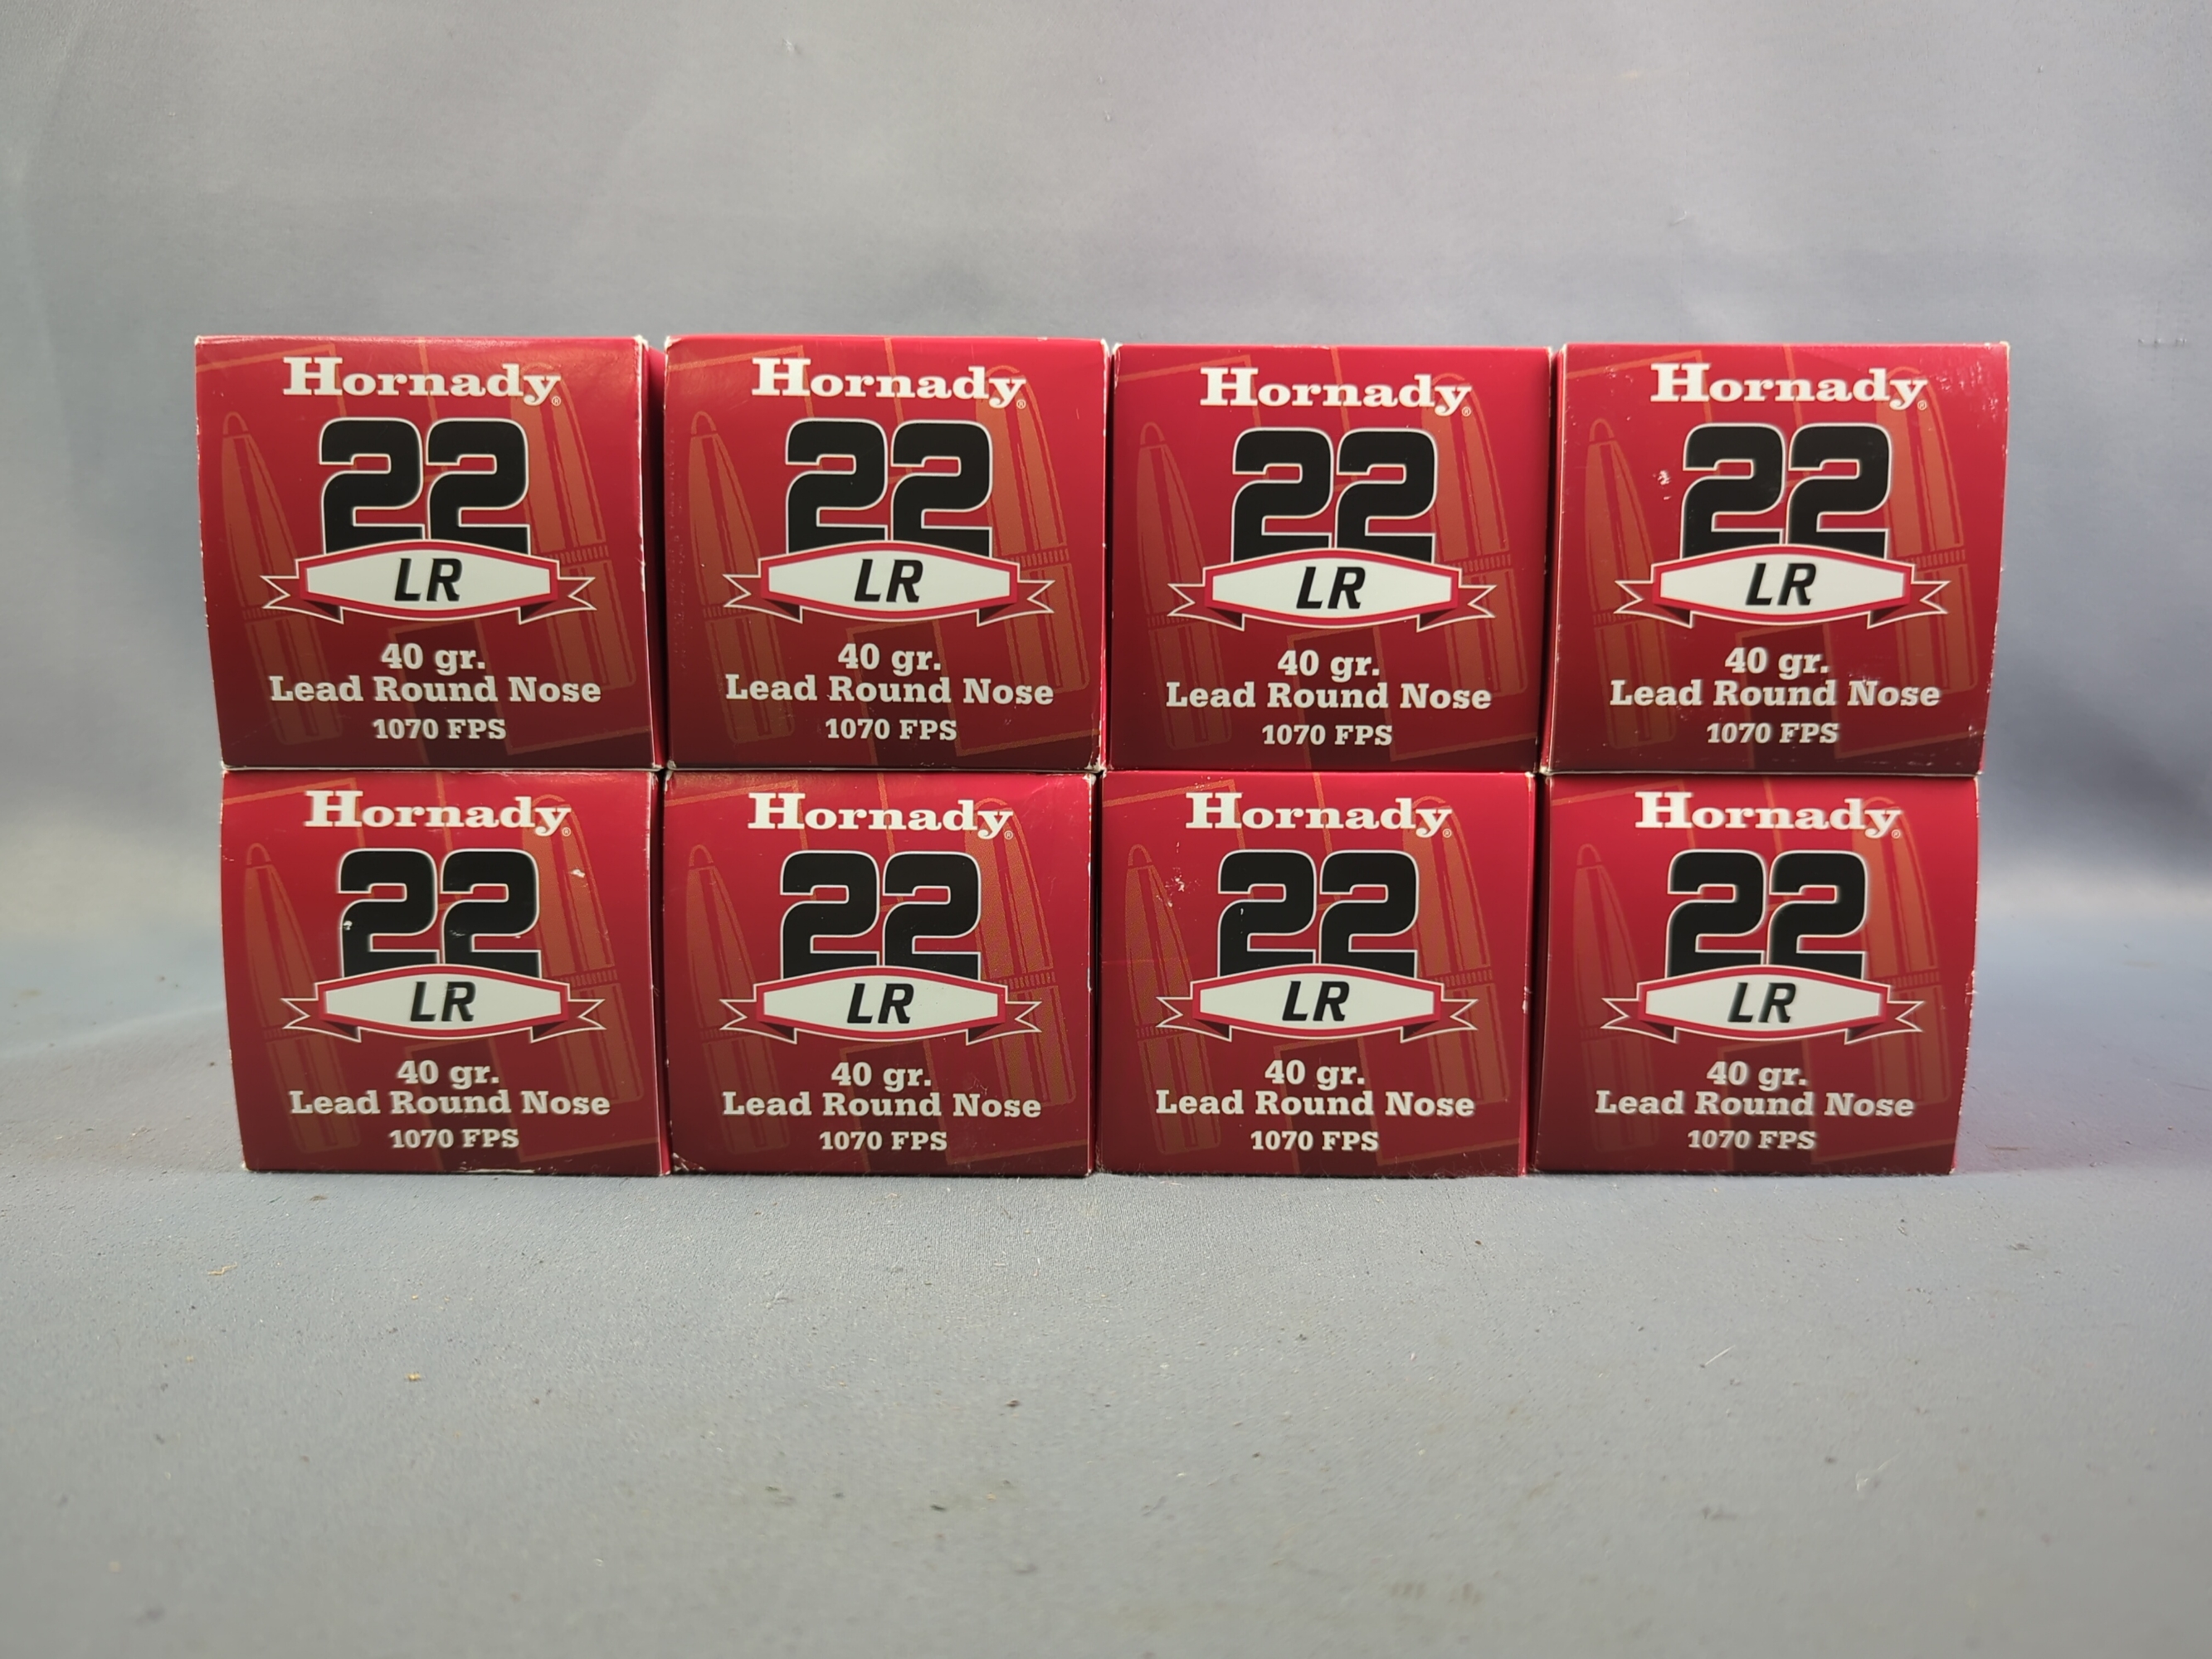 Hornady®
22
LR
40 gr.
Lead Round Nose
1070 FPS
Hornady®
22
LR
40 gr.
Lead Round Nose
1070 FPS
Hornady®
22
LR
40 gr.
Lead Round Nose
1070 FPS
Hornady®
22
LR
40 gr.
Lead Round Nose
1070 FPS
Hornady®
22
LR
40 gr.
Lead Round Nose
1070 FPS
Hornady®
22
LR
40 gr.
Lead Round Nose
1070 FPS
Hornady®
22
LR
40 gr.
Lead Round Nose
1070 FPS
Hornady®
22
LR
40 gr.
Lead Round Nose
1070 FPS